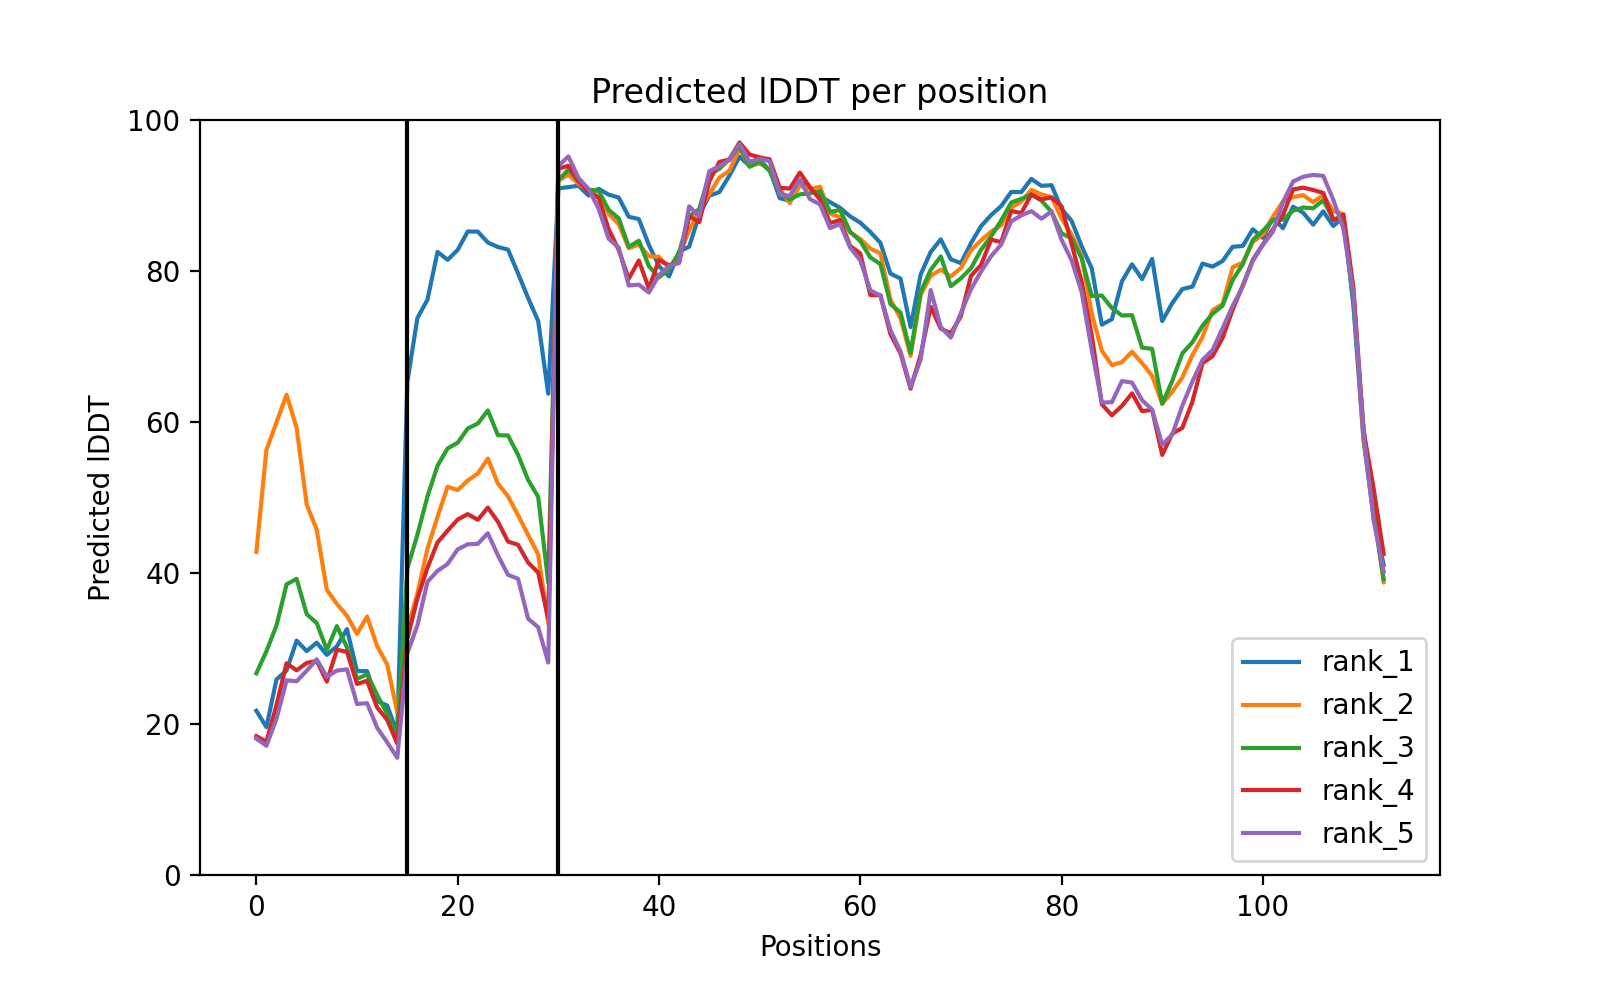 Predicted lDDT per position
Predicted lDDT
100
80
60
40
20
0
0 20 40 60 80 100
Positions
rank_1
rank_2
rank_3
rank_4
rank_5